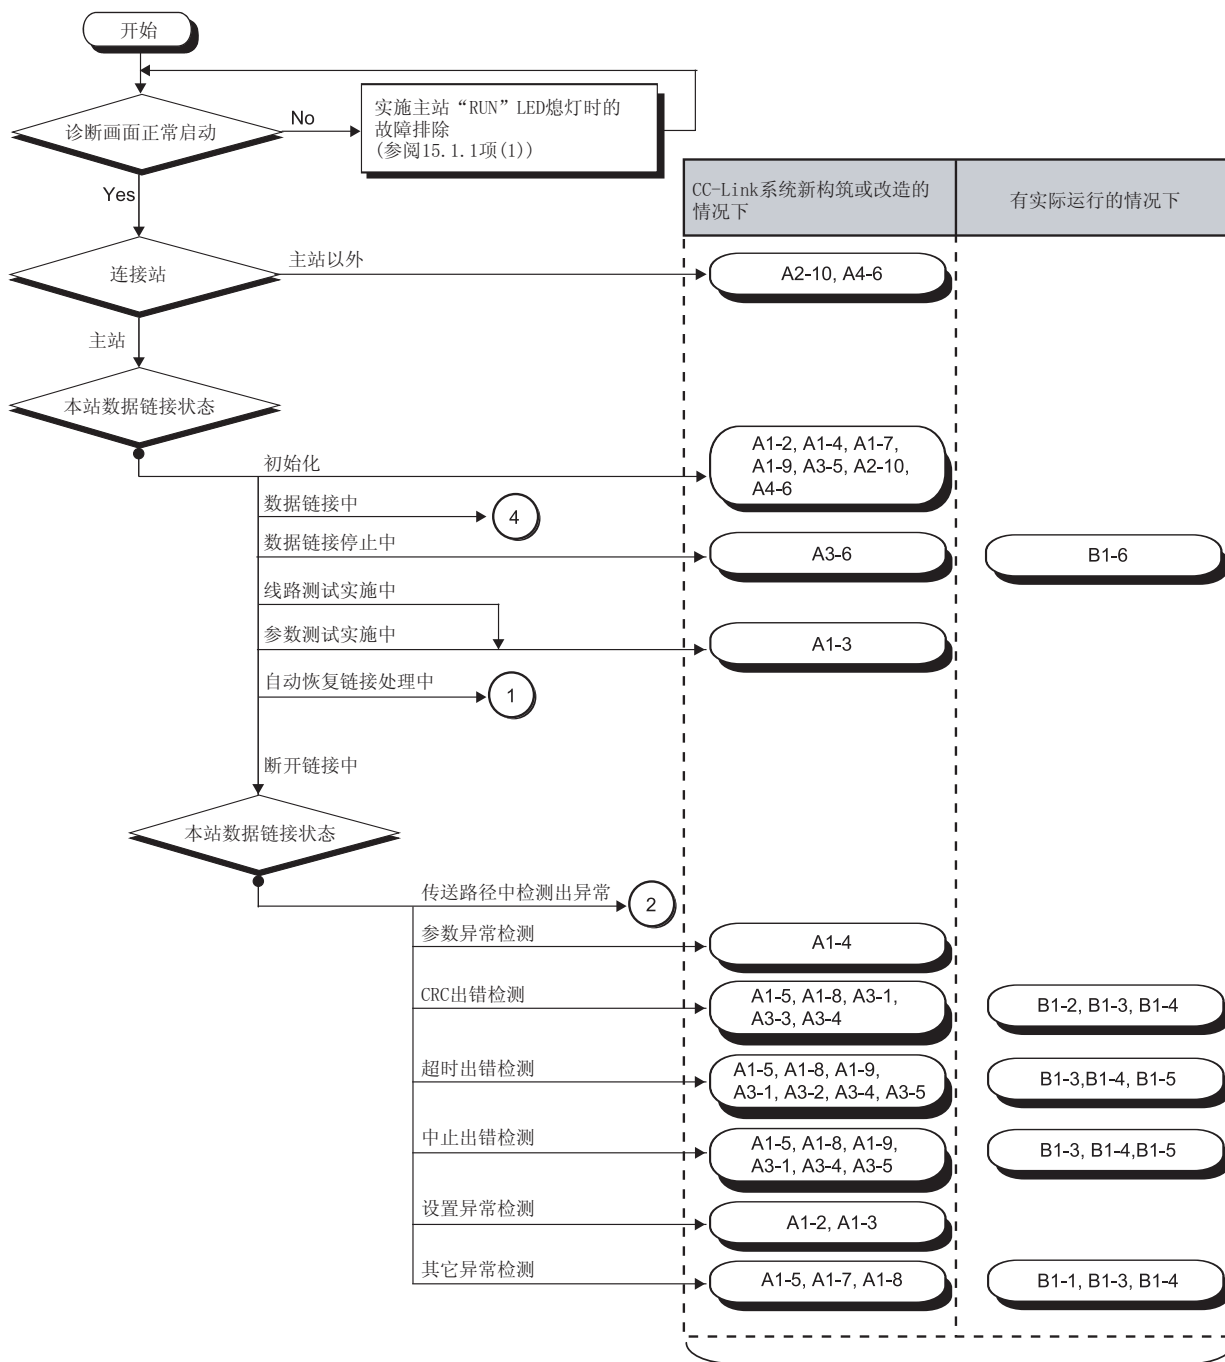 开始
诊断画面正常启动
No
实施主站“RUN”LED熄灯时的
故障排除
(参阅15.1.1项(1))
Yes
CC-Link系统新构筑或改造的
情况下
有实际运行的情况下
连接站
主站以外
A2-10, A4-6
主站
本站数据链接状态
初始化
A1-2, A1-4, A1-7,
A1-9, A3-5, A2-10,
A4-6
数据链接中
4
数据链接停止中
A3-6
B1-6
线路测试实施中
参数测试实施中
A1-3
自动恢复链接处理中
1
断开链接中
本站数据链接状态
传送路径中检测出异常
2
参数异常检测
A1-4
CRC出错检测
A1-5, A1-8, A3-1,
A3-3, A3-4
B1-2, B1-3, B1-4
超时出错检测
A1-5, A1-8, A1-9,
A3-1, A3-2, A3-4, A3-5
B1-3,B1-4, B1-5
中止出错检测
A1-5, A1-8, A1-9,
A3-1, A3-4, A3-5
B1-3, B1-4,B1-5
设置异常检测
A1-2, A1-3
其它异常检测
A1-5, A1-7, A1-8
B1-1, B1-3, B1-4